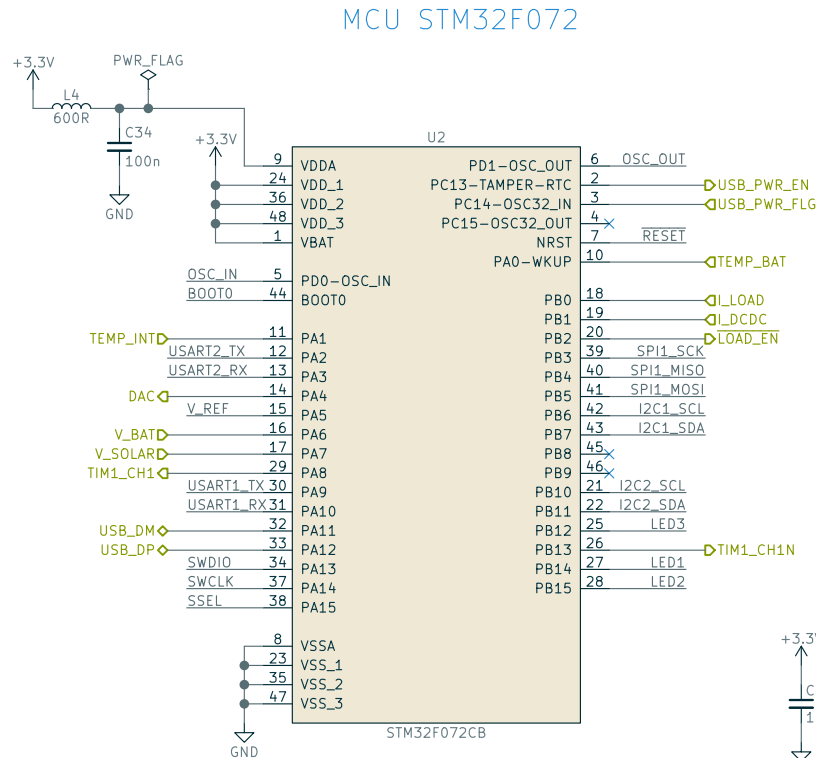 MCU STM32F072
PWR_FLAG
+3.3V
L4
600R
C34
100n
GND
+3.3V
U2
9 VDDA
24 VDD_1
36 VDD_2
48 VDD_3
1 VBAT
OSC_IN 5 PD0-OSC_IN
BOOT0 44 BOOT0
TEMP_INT 11 PA1
USART2_TX 12 PA2
USART2_RX 13 PA3
DAC 14 PA4
V_REF 15 PA5
V_BAT 16 PA6
V_SOLAR 17 PA7
TIM1_CH1 29 PA8
USART1_TX 30 PA9
USART1_RX 31 PA10
USB_DM 32 PA11
USB_DP 33 PA12
SWDIO 34 PA13
SWCLK 37 PA14
SSEL 38 PA15
8 VSSA
23 VSS_1
35 VSS_2
47 VSS_3
GND
PD1-OSC_OUT 6 OSC_OUT
PC13-TAMPER-RTC 2 USB_PWR_EN
PC14-OSC32_IN 3 USB_PWR_FLG
PC15-OSC32_OUT 4
NRST 7 RESET
PA0-WKUP 10 TEMP_BAT
PB0 18 I_LOAD
PB1 19 I_DCDC
PB2 20 LOAD_EN
PB3 39 SPI1_SCK
PB4 40 SPI1_MISO
PB5 41 SPI1_MOSI
PB6 42 I2C1_SCL
PB7 43 I2C1_SDA
PB8 45
PB9 46
PB10 21 I2C2_SCL
PB11 22 I2C2_SDA
PB12 25 LED3
PB13 26 TIM1_CH1N
PB14 27 LED1
PB15 28 LED2
STM32F072CB
+3.3V
C
1